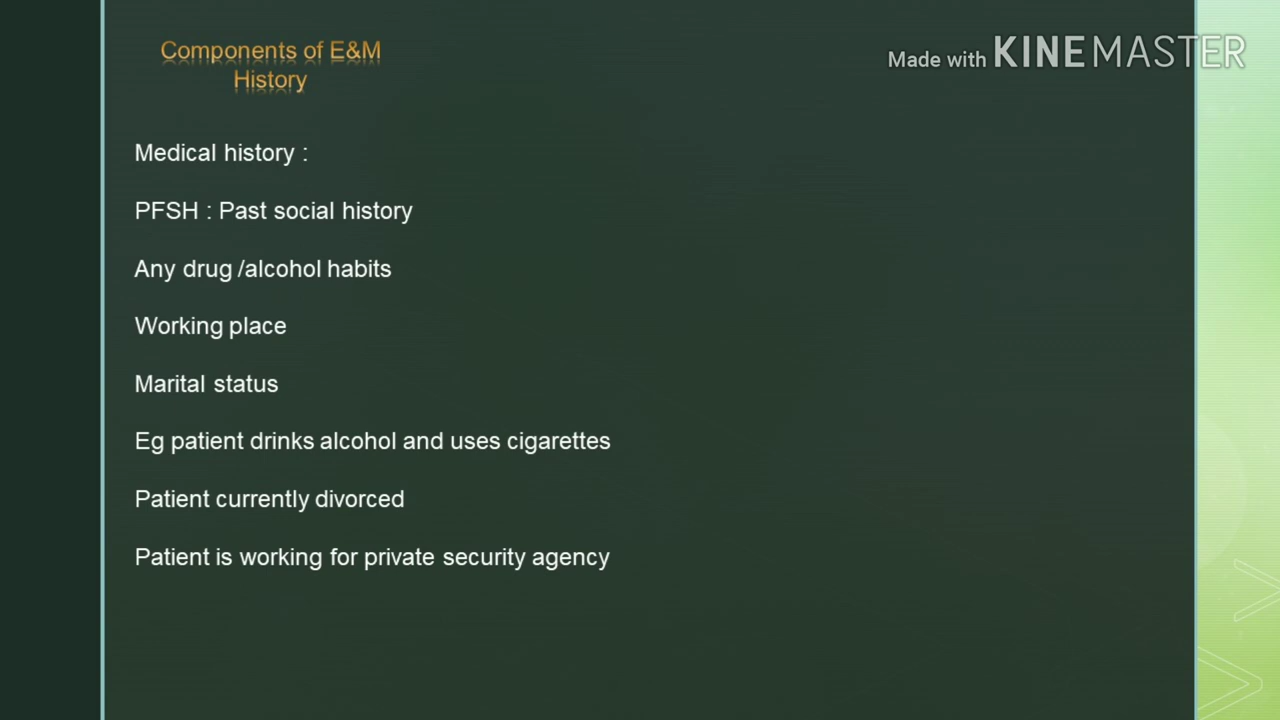 Components of E&M
History
Made with KINEMASTER
Medical history :
PFSH : Past social history
Any drug /alcohol habits
Working place
Marital status
Eg patient drinks alcohol and uses cigarettes
Patient currently divorced
Patient is working for private security agency